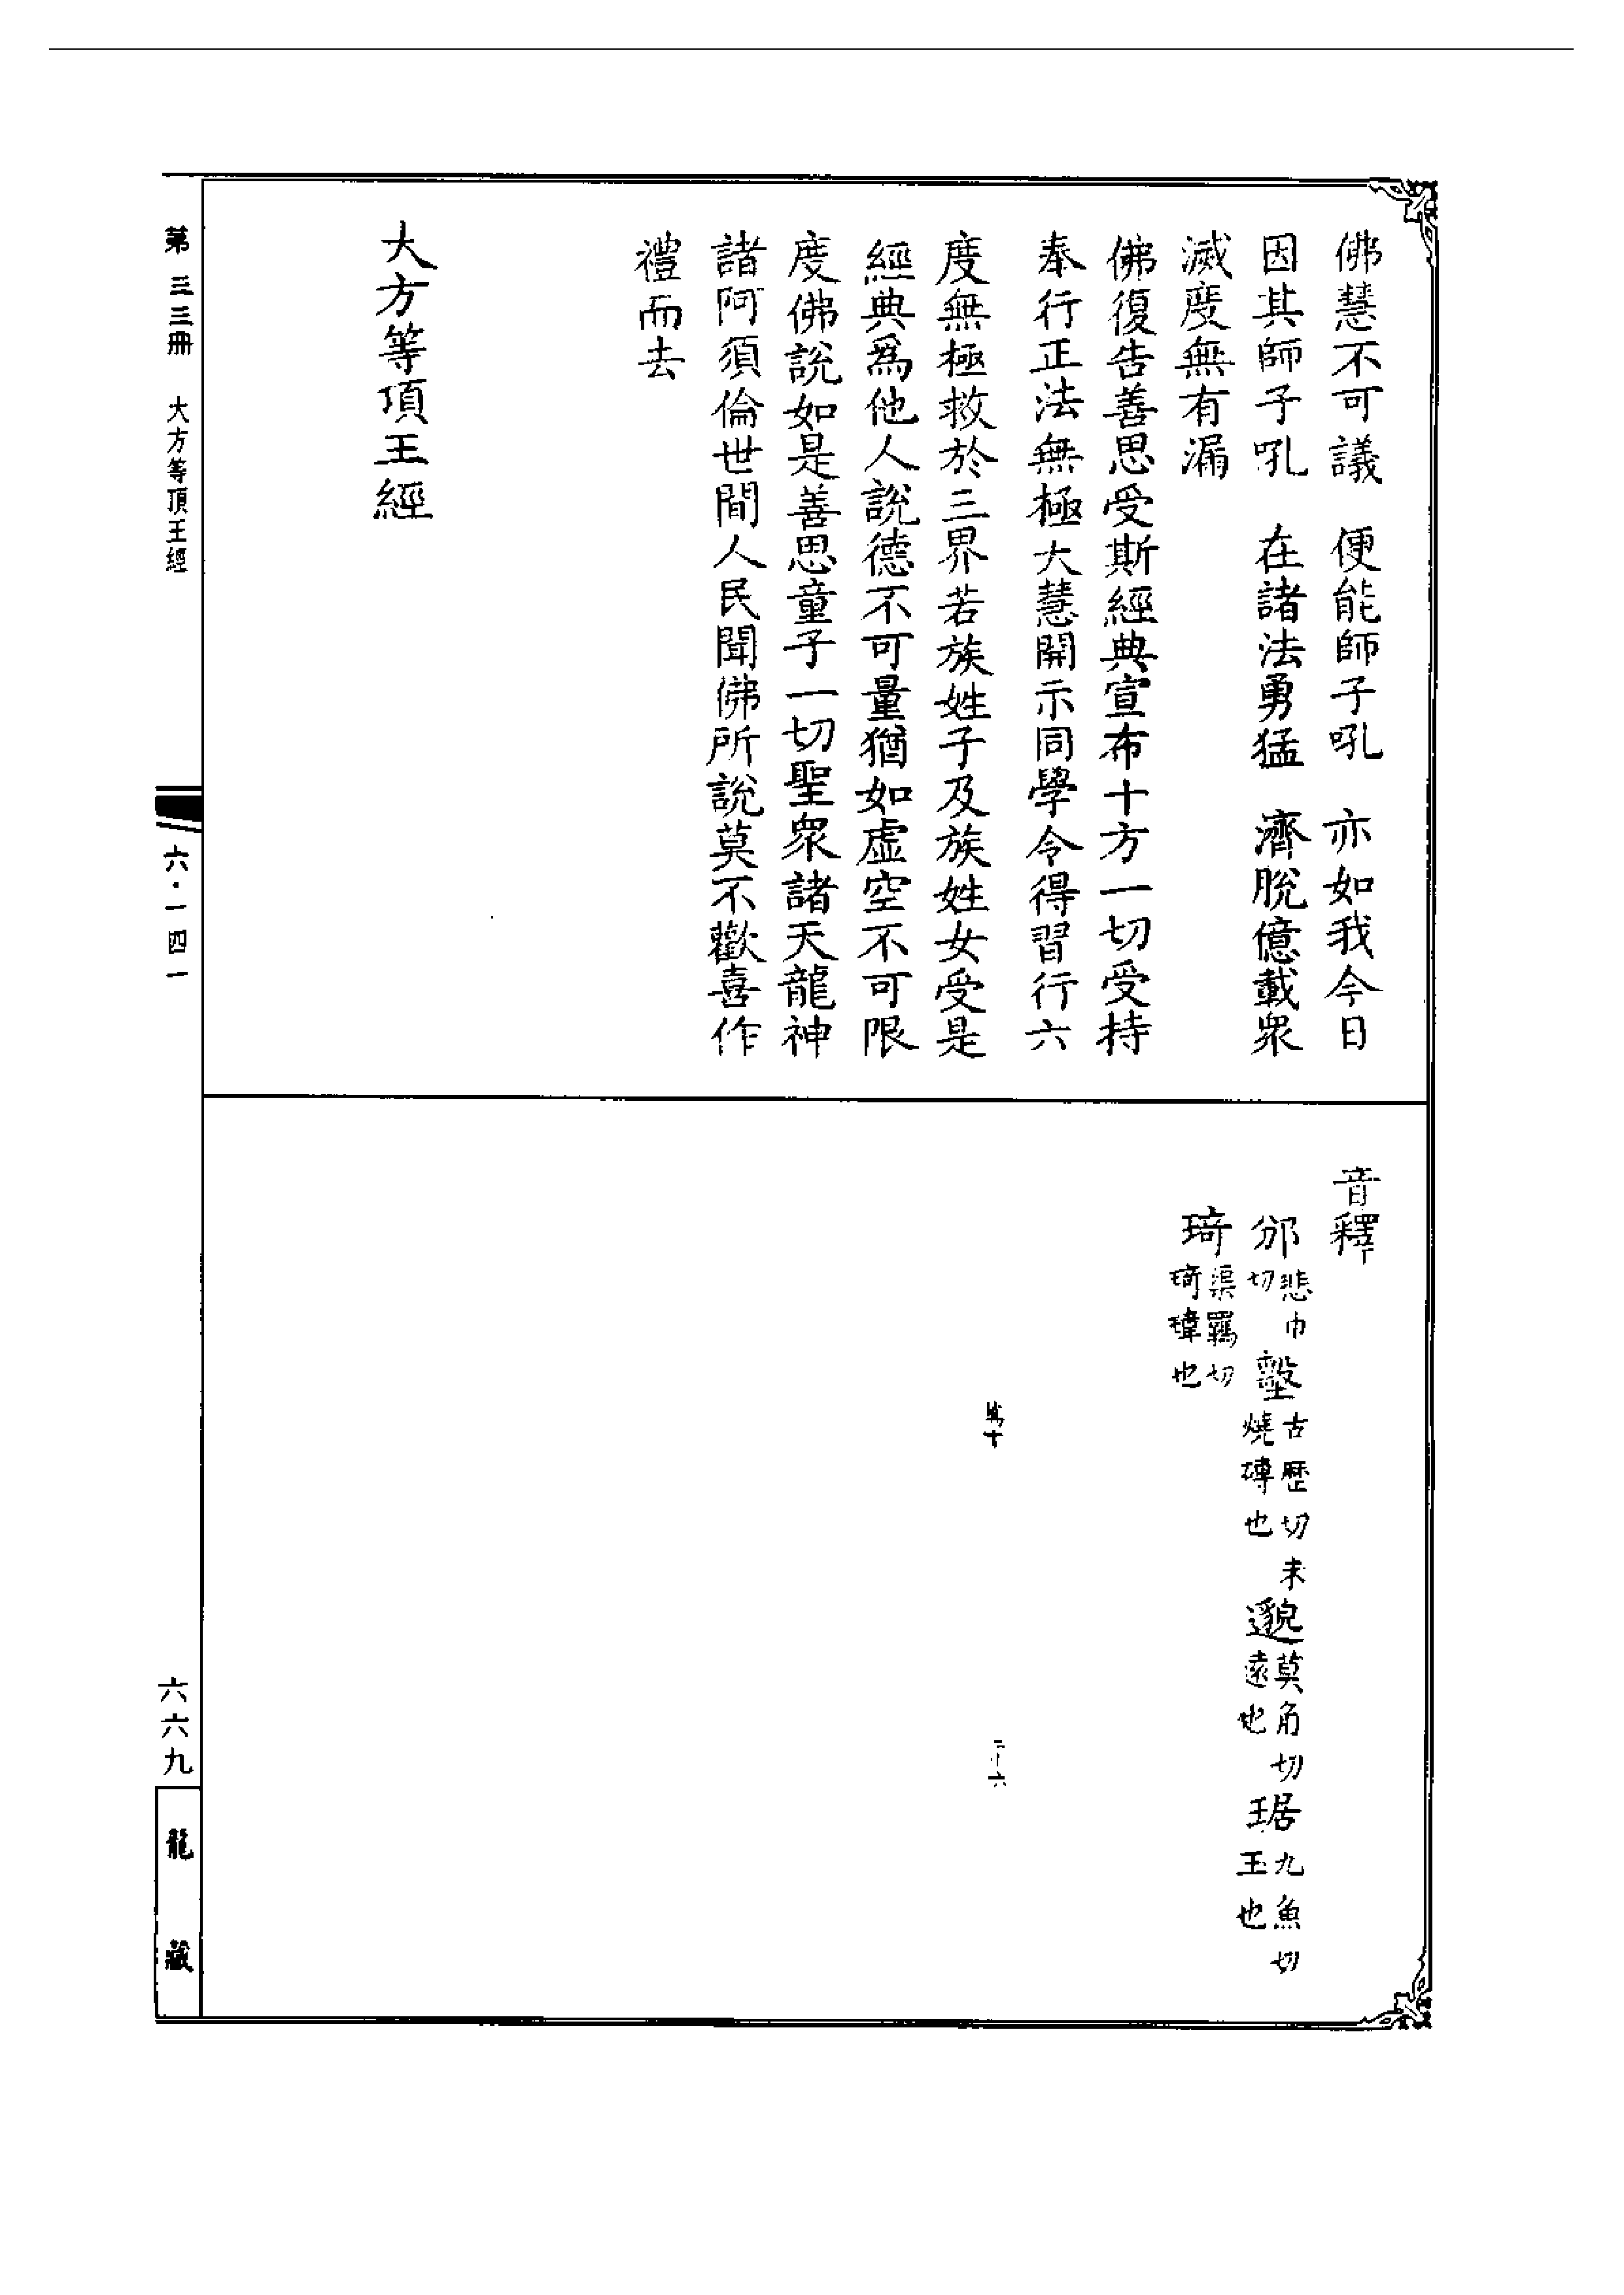 佛慧不可議　便能師子吼　亦如我今日
因其師子吼　在諸法勇猛　濟脫億載衆
滅度無有漏
佛復告善思受斯經典宣布十方一切受持
奉行正法無極大慧開示同學令得習行六
度無極救於三界若族姓子及族姓女受是
經典爲他人說德不可量猶如虛空不可限
度佛說如是善思童子一切聖衆諸天龍神
諸阿須倫世間人民聞佛所說莫不歡喜作
禮而去
大方等頂王經
音釋
邠悲巾切　墼古歷切未燒磚也　邈莫角切遠也　琚九魚切玉也
琦渠羈切琦瑋也
第三三冊　大方等頂王經
六·一四一
六六九
龍藏